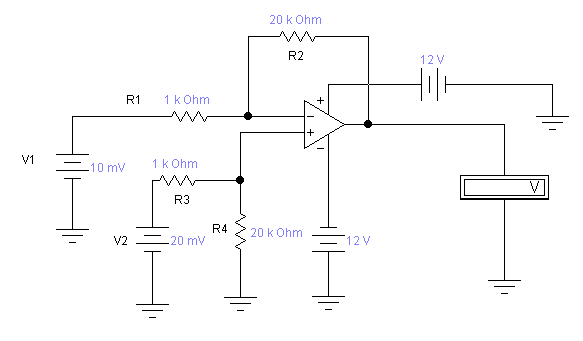 20 k Ohm
R2
12 V
R1
1 k Ohm
+
−
+
−
V1
10 mV
1 k Ohm
R3
V
R4
20 k Ohm
V2
20 mV
12 V